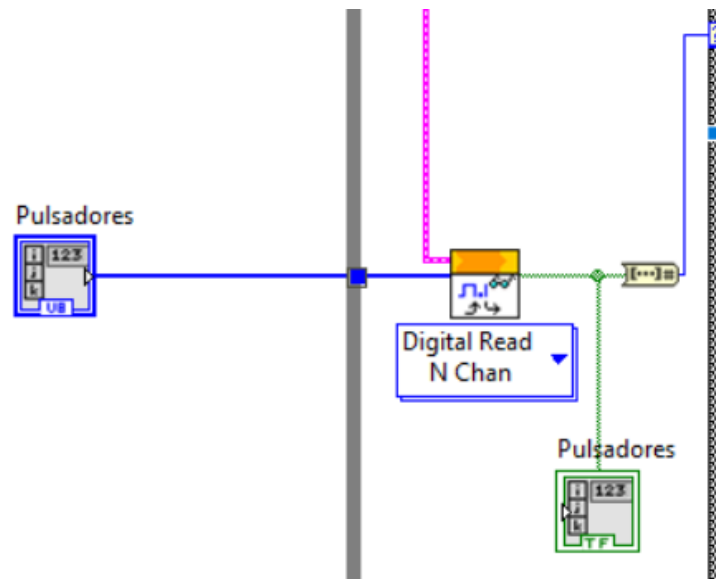 Pulsadores
i
j
k
123
U8
Digital Read
N Chan
[...]#
?
Pulsadores
i
j
k
123
TF